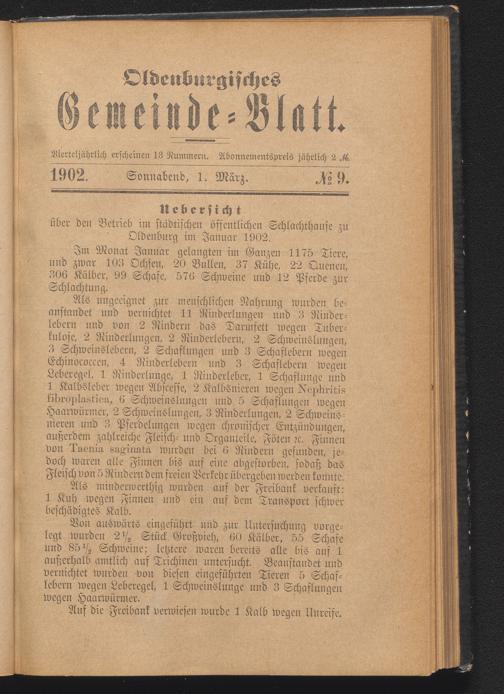 Oldenburgisches
Gemeinde-Blatt.
Vierteljährlich erscheinen 13 Nummern. Abonnementspreis jährlich 2 ℳ.
1902. Sonnabend, 1. März. № 9.
Uebersicht
über den Betrieb im städtischen öffentlichen Schlachthause zu
Oldenburg im Januar 1902.
Im Monat Januar gelangten im Ganzen 1175 Tiere,
und zwar 103 Ochsen, 20 Bullen, 37 Kühe, 22 Quenen,
306 Kälber, 99 Schafe, 576 Schweine und 12 Pferde zur
Schlachtung.
Als ungeeignet zur menschlichen Nahrung wurden be-
anstandet und vernichtet 11 Rinderlungen und 3 Rinder-
lebern und von 2 Rindern das Darmfett wegen Tuber-
kulose, 2 Rinderlungen, 2 Rinderlebern, 2 Schweinslungen,
3 Schweinslebern, 2 Schaflungen und 3 Schaflebern wegen
Echinococcen, 4 Rinderlebern und 3 Schaflebern wegen
Leberegel, 1 Rinderlunge, 1 Rinderleber, 1 Schaflunge und
1 Kalbsleber wegen Abscesse, 2 Kalbsnieren wegen Nephritis
fibroplastica, 6 Schweinslungen und 5 Schaflungen wegen
Haarwürmer, 2 Schweinslungen, 3 Rinderlungen, 2 Schweins-
nieren und 3 Pferdelungen wegen chronischer Entzündungen,
außerdem zahlreiche Fleisch- und Organteile, Föten ꝛc. Finnen
von Taenia saginata wurden bei 6 Rindern gefunden, je-
doch waren alle Finnen bis auf eine abgestorben, sodaß das
Fleisch von 5 Rindern dem freien Verkehr übergeben werden konnte.
Als minderwerthig wurden auf der Freibank verkauft:
1 Kuh wegen Finnen und ein auf dem Transport schwer
beschädigtes Kalb.
Von auswärts eingeführt und zur Untersuchung vorge-
legt wurden 2½ Stück Großvieh, 60 Kälber, 55 Schafe
und 85½ Schweine; letztere waren bereits alle bis auf 1
außerhalb amtlich auf Trichinen untersucht. Beanstandet und
vernichtet wurden von diesen eingeführten Tieren 5 Schaf-
lebern wegen Leberegel, 1 Schweinslunge und 3 Schaflungen
wegen Haarwürmer.
Auf die Freibank verwiesen wurde 1 Kalb wegen Unreife.